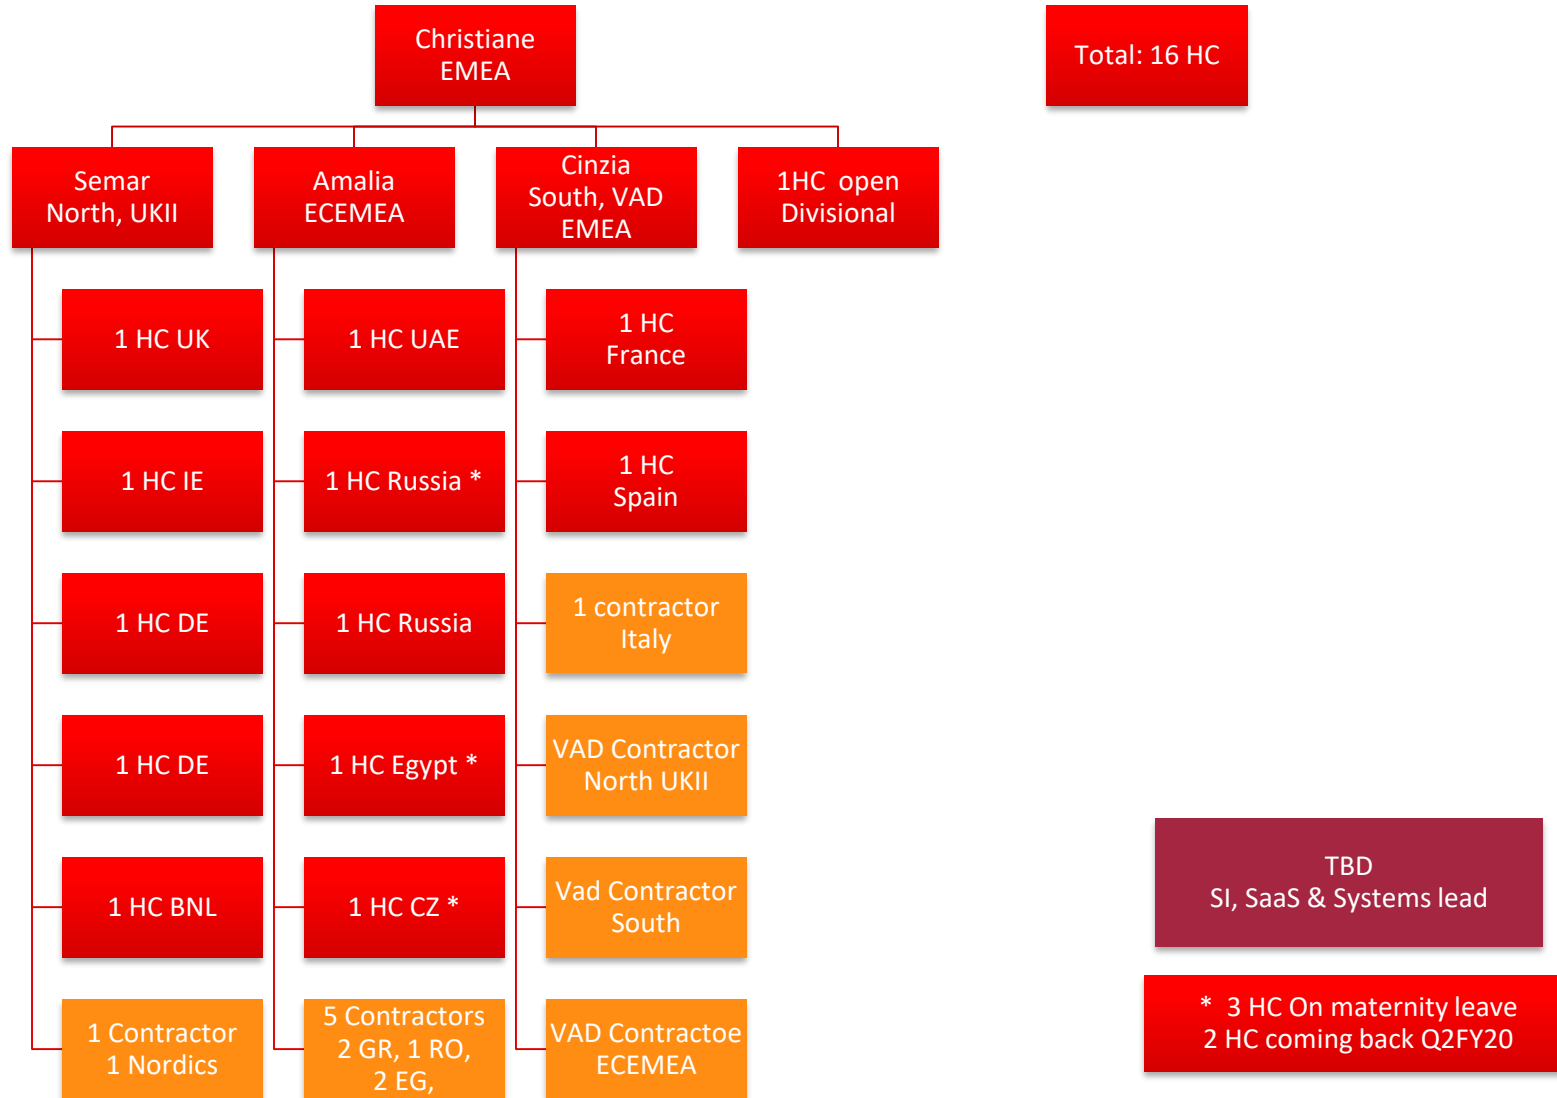 Christiane
EMEA
Total: 16 HC
Semar
North, UKII
Amalia
ECEMEA
Cinzia
South, VAD
EMEA
1HC  open
Divisional
1 HC UK
1 HC UAE
1 HC
France
1 HC IE
1 HC Russia *
1 HC
Spain
1 HC DE
1 HC Russia
1 contractor
Italy
1 HC DE
1 HC Egypt *
VAD Contractor
North UKII
1 HC BNL
1 HC CZ *
Vad Contractor
South
TBD
SI, SaaS & Systems lead
1 Contractor
1 Nordics
5 Contractors
2 GR, 1 RO,
2 EG,
VAD Contractoe
ECEMEA
*  3 HC On maternity leave
2 HC coming back Q2FY20